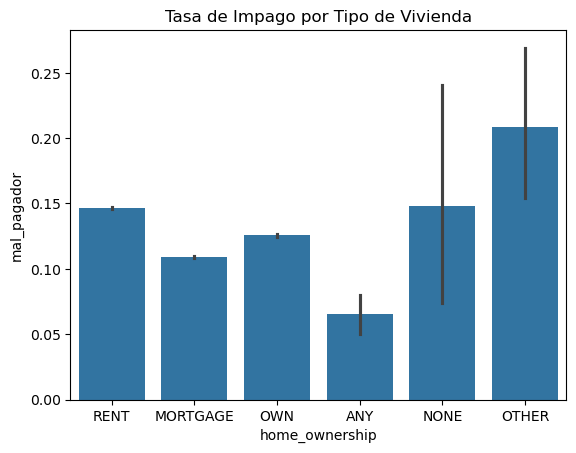 Tasa de Impago por Tipo de Vivienda
mal_pagador
0.25
0.20
0.15
0.10
0.05
0.00
RENT MORTGAGE OWN ANY NONE OTHER
home_ownership